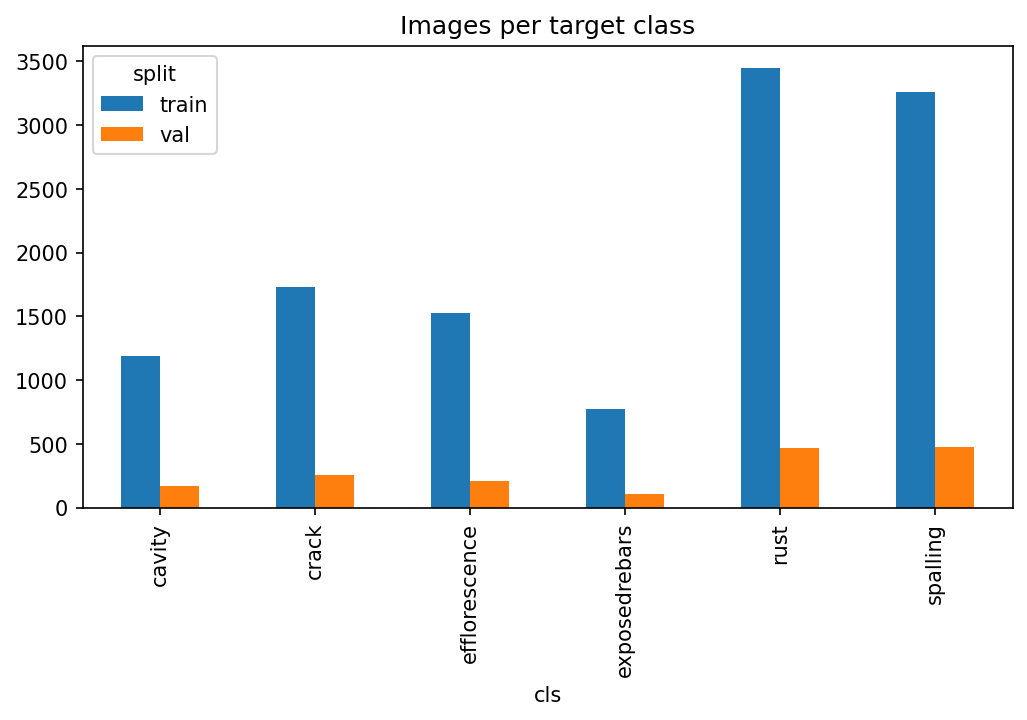 Images per target class
split
train
val
3500
3000
2500
2000
1500
1000
500
0
cavity
crack
efflorescence
exposedrebars
rust
spalling
cls